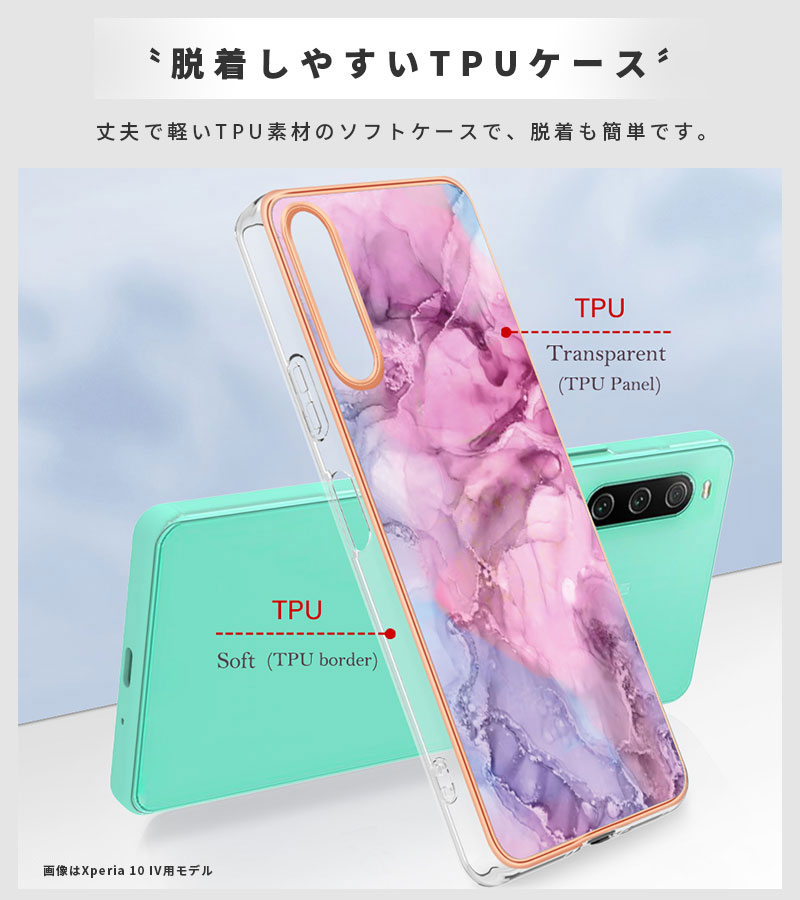 〝脱着しやすいTPUケース〞
丈夫で軽いTPU素材のソフトケースで、脱着も簡単です。
TPU
Transparent
(TPU Panel)
TPU
Soft (TPU border)
画像はXperia 10 IV用モデル